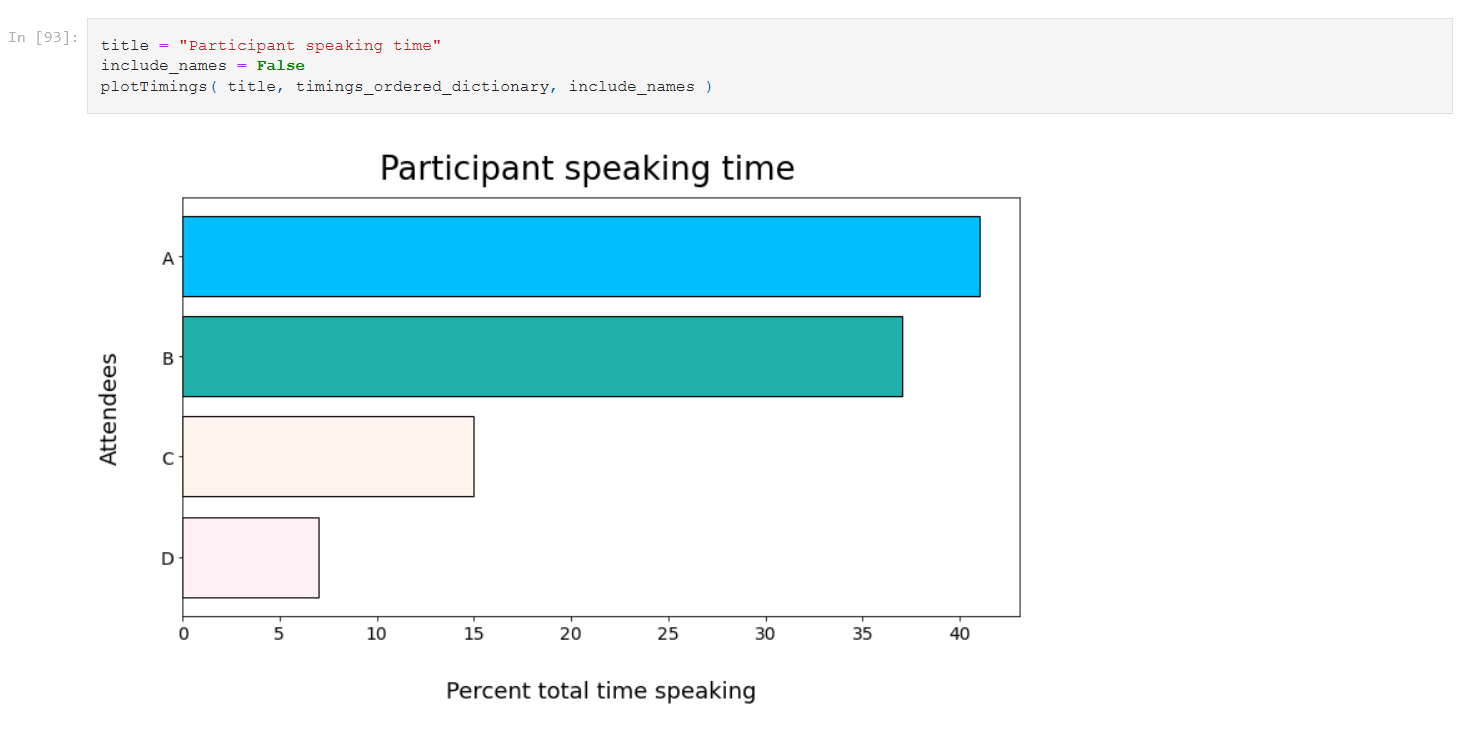 In [93]:
title = "Participant speaking time"
include_names = False
plotTimings( title, timings_ordered_dictionary, include_names )
Participant speaking time
Attendees
A
B
C
D
0 5 10 15 20 25 30 35 40
Percent total time speaking